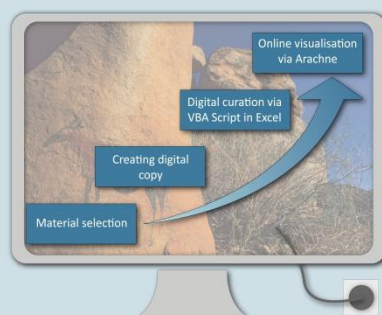 Online visualisation
via Arachne
Digital curation via
VBA Script in Excel
Creating digital
copy
Material selection